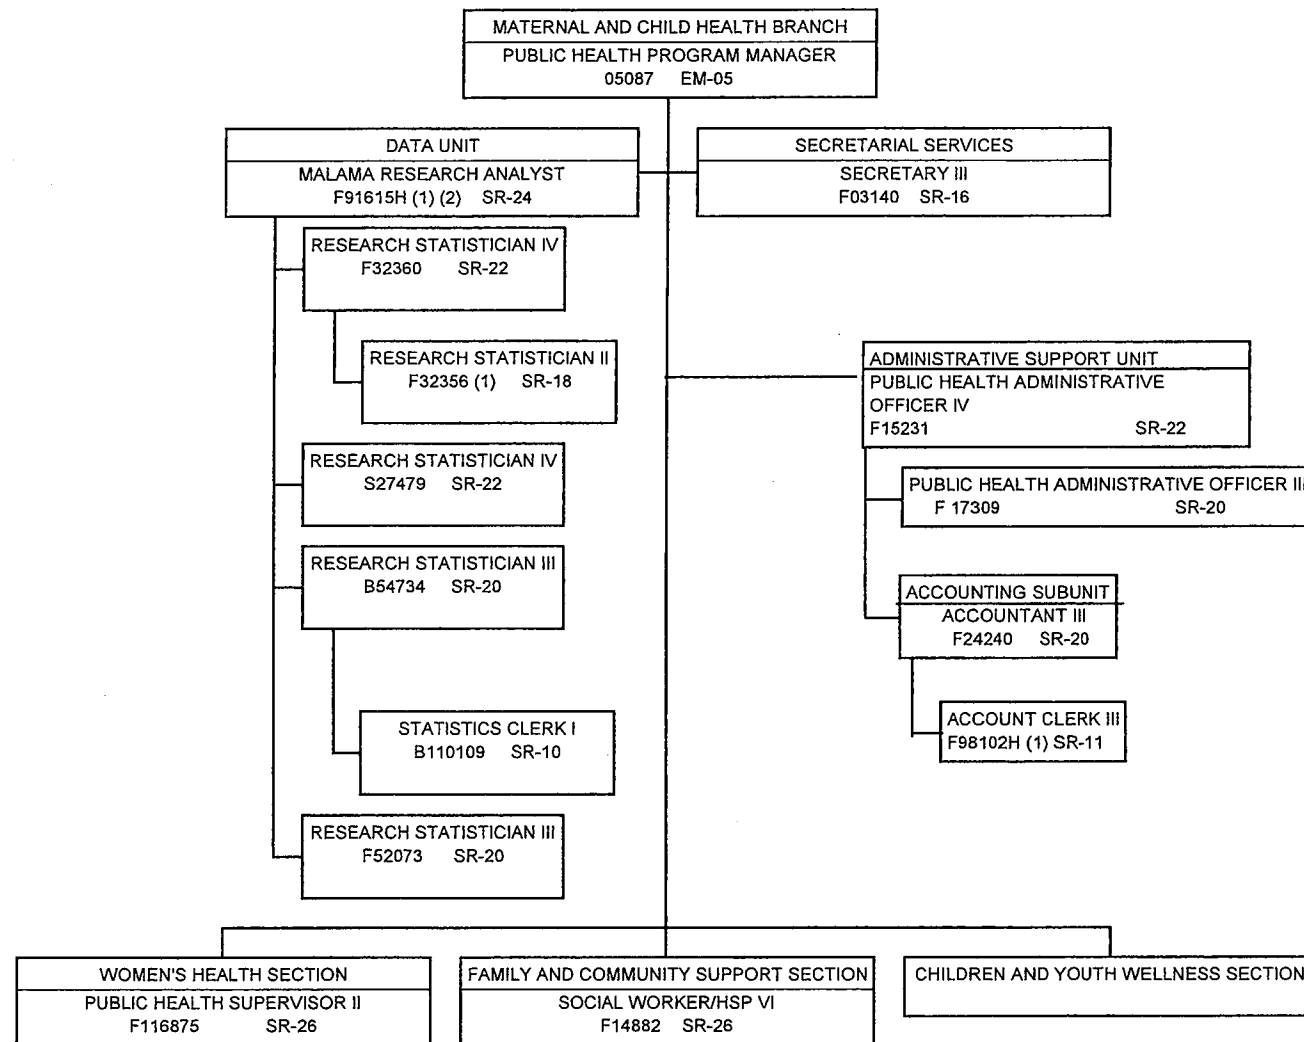 MATERNAL AND CHILD HEALTH BRANCH
PUBLIC HEALTH PROGRAM MANAGER
05087 EM-05
DATA UNIT
MALAMA RESEARCH ANALYST
F91615H (1) (2) SR-24
SECRETARIAL SERVICES
SECRETARY III
F03140 SR-16
RESEARCH STATISTICIAN IV
F32360 SR-22
RESEARCH STATISTICIAN II
F32356 (1) SR-18
RESEARCH STATISTICIAN IV
S27479 SR-22
RESEARCH STATISTICIAN III
B54734 SR-20
STATISTICS CLERK I
B110109 SR-10
RESEARCH STATISTICIAN III
F52073 SR-20
ADMINISTRATIVE SUPPORT UNIT
PUBLIC HEALTH ADMINISTRATIVE
OFFICER IV
F15231 SR-22
PUBLIC HEALTH ADMINISTRATIVE OFFICER III
F 17309 SR-20
ACCOUNTING SUBUNIT
ACCOUNTANT III
F24240 SR-20
ACCOUNT CLERK III
F98102H (1) SR-11
WOMEN'S HEALTH SECTION
PUBLIC HEALTH SUPERVISOR II
F116875 SR-26
FAMILY AND COMMUNITY SUPPORT SECTION
SOCIAL WORKER/HSP VI
F14882 SR-26
CHILDREN AND YOUTH WELLNESS SECTION